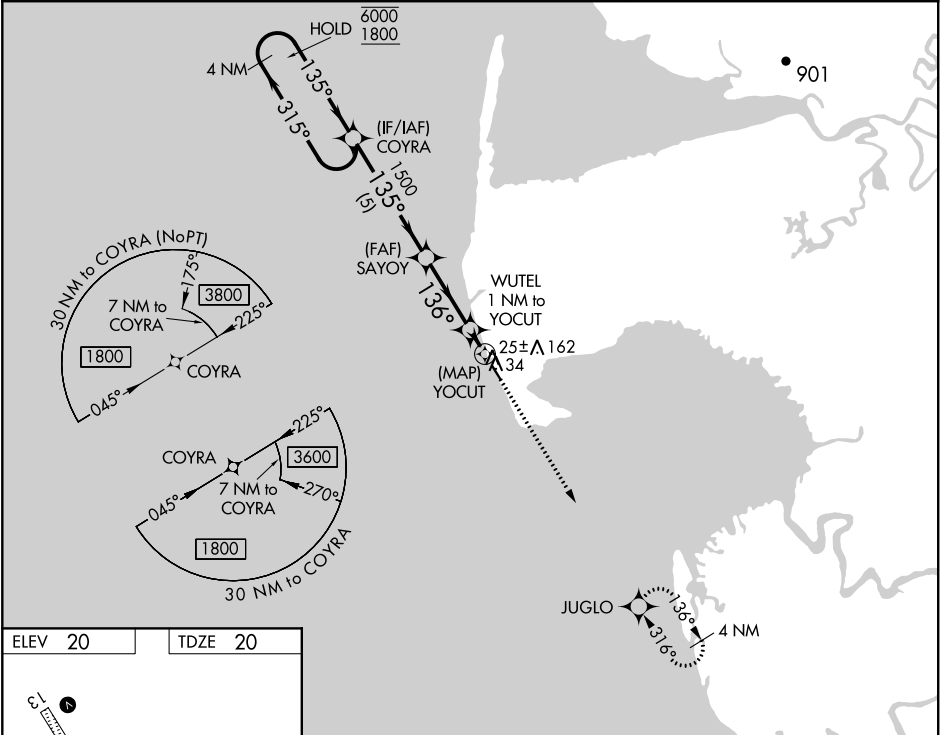 6000
1800
HOLD
4 NM
135°
315°
901
(IF/IAF)
COYRA
1500
135°
(5)
(FAF)
SAYOY
136°
WUTEL
1 NM to
YOCUT
25± 162
34
(MAP)
YOCUT
30 NM to COYRA (NoPT)
175°
3800
7 NM to
COYRA
225°
1800
COYRA
045°
225°
COYRA
3600
7 NM to
COYRA
270°
045°
1800
30 NM to COYRA
JUGLO
136°
316°
4 NM
ELEV 20
TDZE 20
13
V